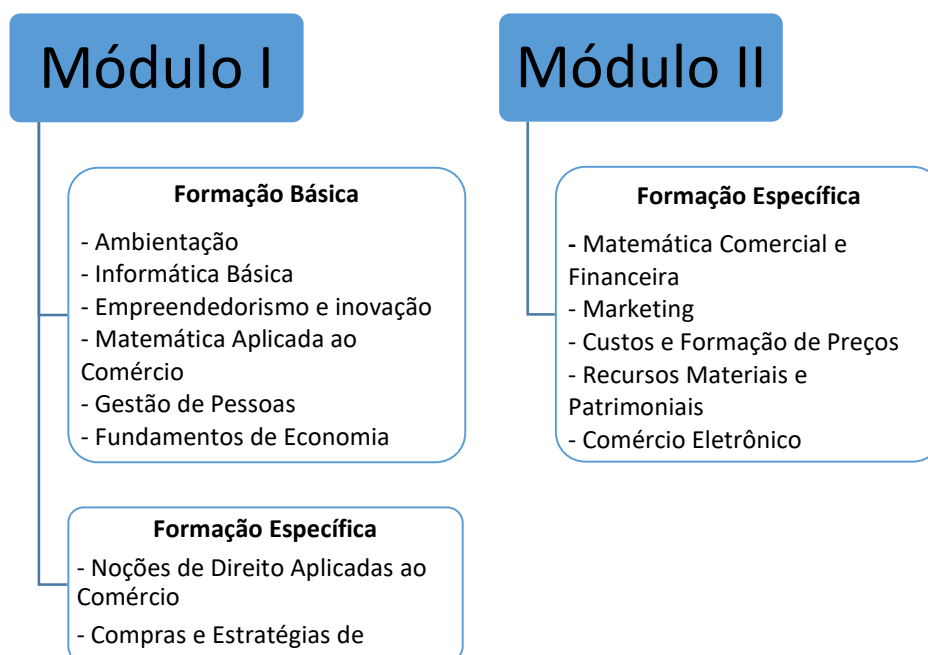 Módulo I
Formação Básica
- Ambientação
- Informática Básica
- Empreendedorismo e inovação
- Matemática Aplicada ao
Comércio
- Gestão de Pessoas
- Fundamentos de Economia
Formação Específica
- Noções de Direito Aplicadas ao
Comércio
- Compras e Estratégias de
Módulo II
Formação Específica
- Matemática Comercial e
Financeira
- Marketing
- Custos e Formação de Preços
- Recursos Materiais e
Patrimoniais
- Comércio Eletrônico